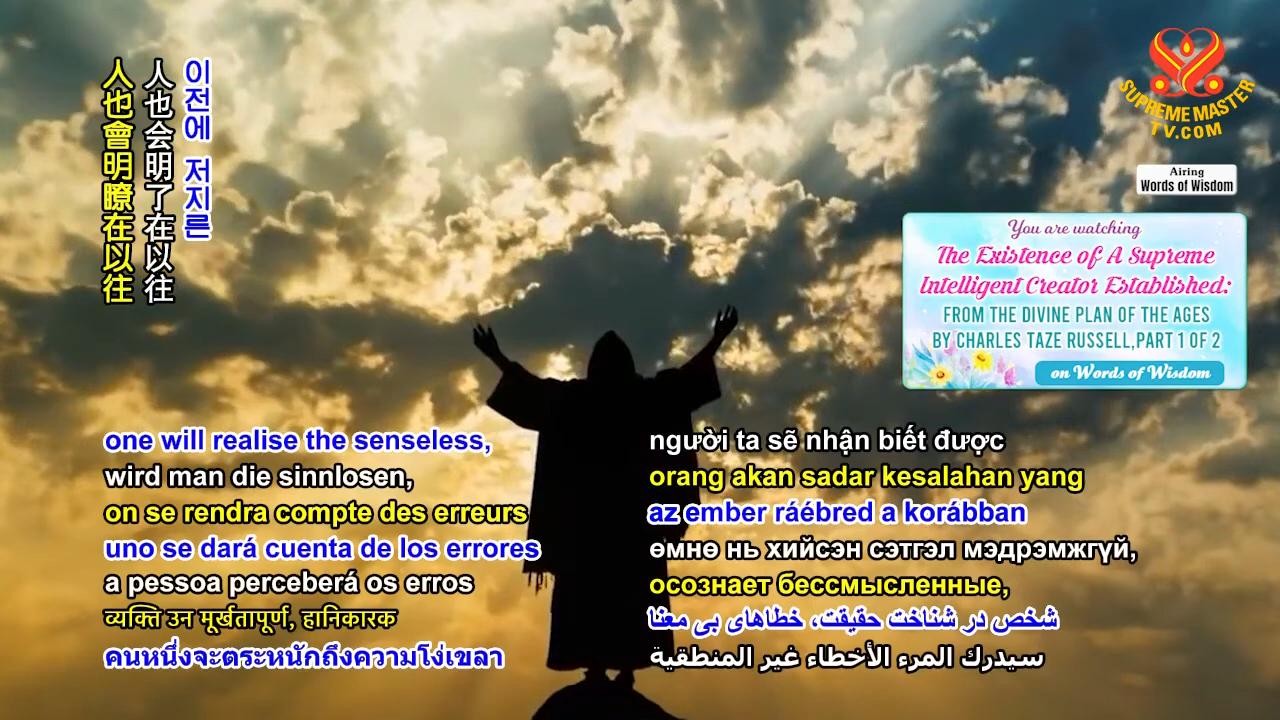 이전에 저지른
人也会明了在以往
人也會明瞭在以往
SUPREME MASTER
TV.COM
Airing
Words of Wisdom
You are watching
The Existence of A Supreme
Intelligent Creator Established:
FROM THE DIVINE PLAN OF THE AGES
BY CHARLES TAZE RUSSELL,PART 1 OF 2
on Words of Wisdom
one will realise the senseless,
wird man die sinnlosen,
on se rendra compte des erreurs
uno se dará cuenta de los errores
a pessoa perceberá os erros
व्यक्ति उन मूर्खतापूर्ण, हानिकारक
คนหนึ่งจะตระหนักถึงความโง่เขลา
người ta sẽ nhận biết được
orang akan sadar kesalahan yang
az ember ráébred a korábban
өмнө нь хийсэн сэтгэл мэдрэмжгүй,
осознает бессмысленные,
شخص در شناخت حقیقت، خطاهای بی معنا
سيدرك المرء الأخطاء غير المنطقية